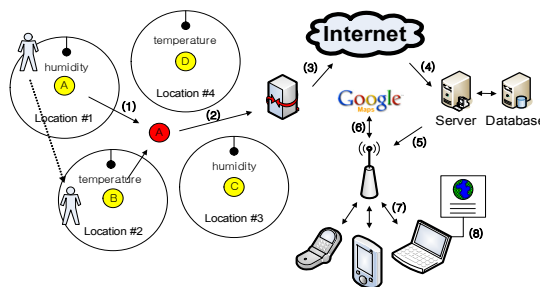 Internet
temperature
D
Location #4
humidity
A
Location #1
(1)
(2)
(3)
(4)
A
Google
Maps
(6)
Server
Database
(5)
temperature
B
Location #2
humidity
C
Location #3
(7)
(8)